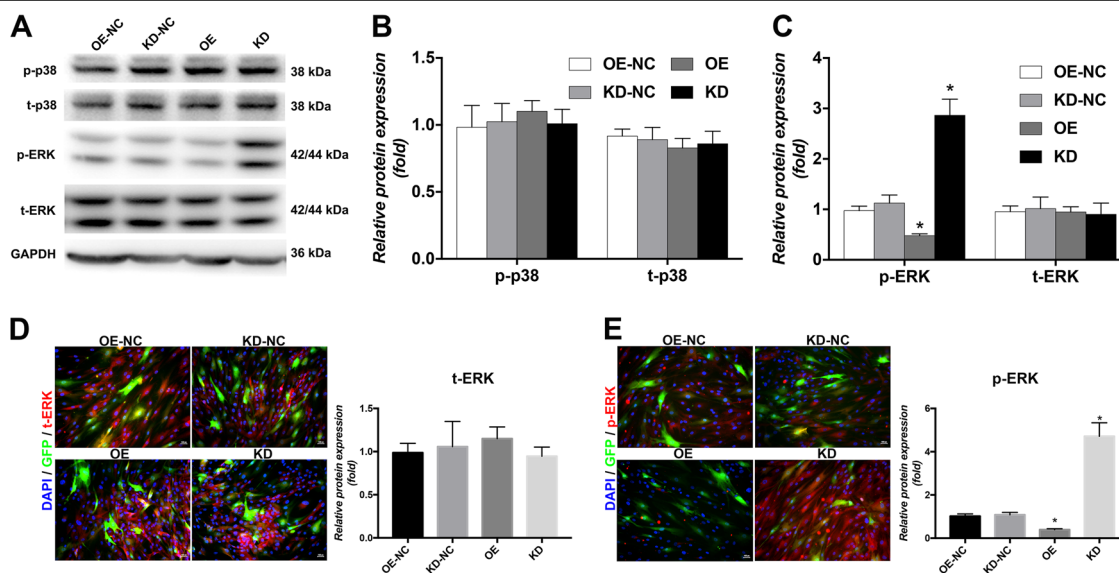 A
OE-NC KD-NC OE KD
p-p38 38 kDa
t-p38 38 kDa
p-ERK 42/44 kDa
t-ERK 42/44 kDa
GAPDH 36 kDa
B
Relative protein expression
(fold)
1.5
1.0
0.5
0.0
OE-NC OE
KD-NC KD
p-p38 t-p38
C
Relative protein expression
(fold)
4
3
2
1
0
OE-NC
KD-NC
OE
KD
* *
p-ERK t-ERK
D
DAPI / GFP / t-ERK
OE-NC KD-NC
OE KD
t-ERK
Relative protein expression
(fold)
1.5
1.0
0.5
0.0
OE-NC KD-NC OE KD
E
DAPI / GFP / p-ERK
OE-NC KD-NC
OE KD
p-ERK
Relative protein expression
(fold)
6
4
2
0
* *
OE-NC KD-NC OE KD